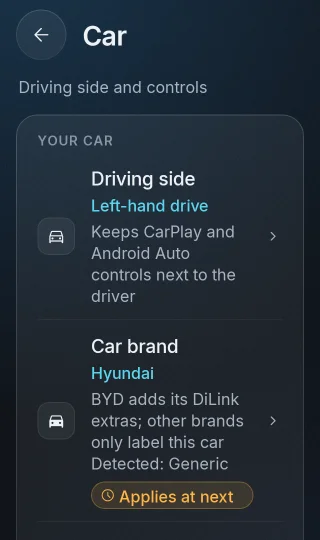 Car
Driving side and controls
YOUR CAR
Driving side
Left-hand drive
Keeps CarPlay and
Android Auto
controls next to the
driver
Car brand
Hyundai
BYD adds its DiLink
extras; other brands
only label this car
Detected: Generic
Applies at next